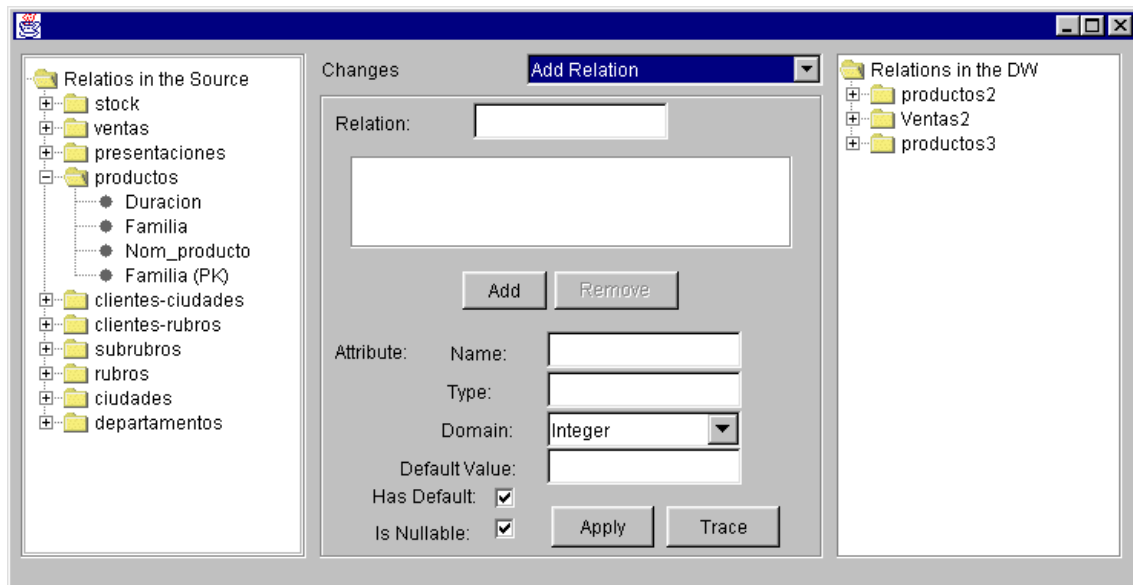 Relatios in the Source
stock
ventas
presentaciones
productos
Duracion
Familia
Nom_producto
Familia (PK)
clientes-ciudades
clientes-rubros
subrubros
rubros
ciudades
departamentos
Changes Add Relation
Relation:
Add Remove
Attribute: Name:
Type:
Domain: Integer
Default Value:
Has Default:
Is Nullable: Apply Trace
Relations in the DW
productos2
Ventas2
productos3